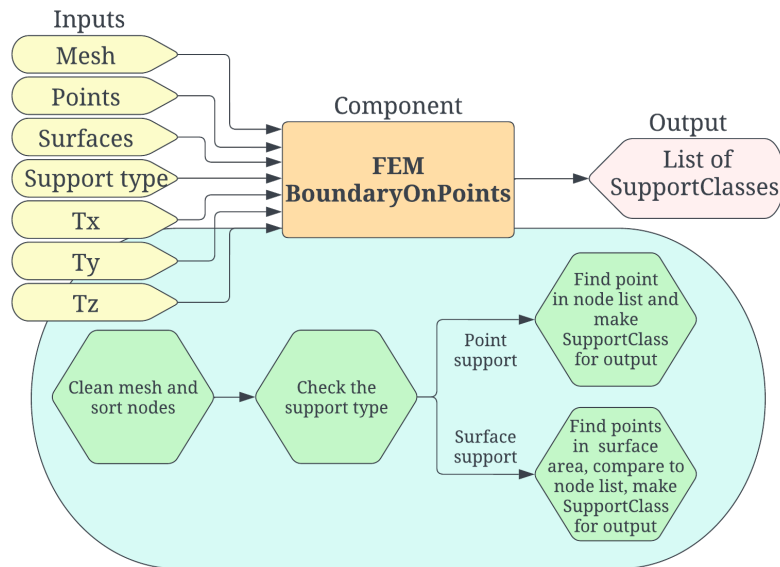 Inputs
Mesh
Points
Surfaces
Support type
Tx
Ty
Tz
Component
FEM
BoundaryOnPoints
Output
List of
SupportClasses
Clean mesh and
sort nodes
Check the
support type
Point
support
Surface
support
Find point
in node list and
make
SupportClass
for output
Find points
in surface
area, compare to
node list, make
SupportClass
for output